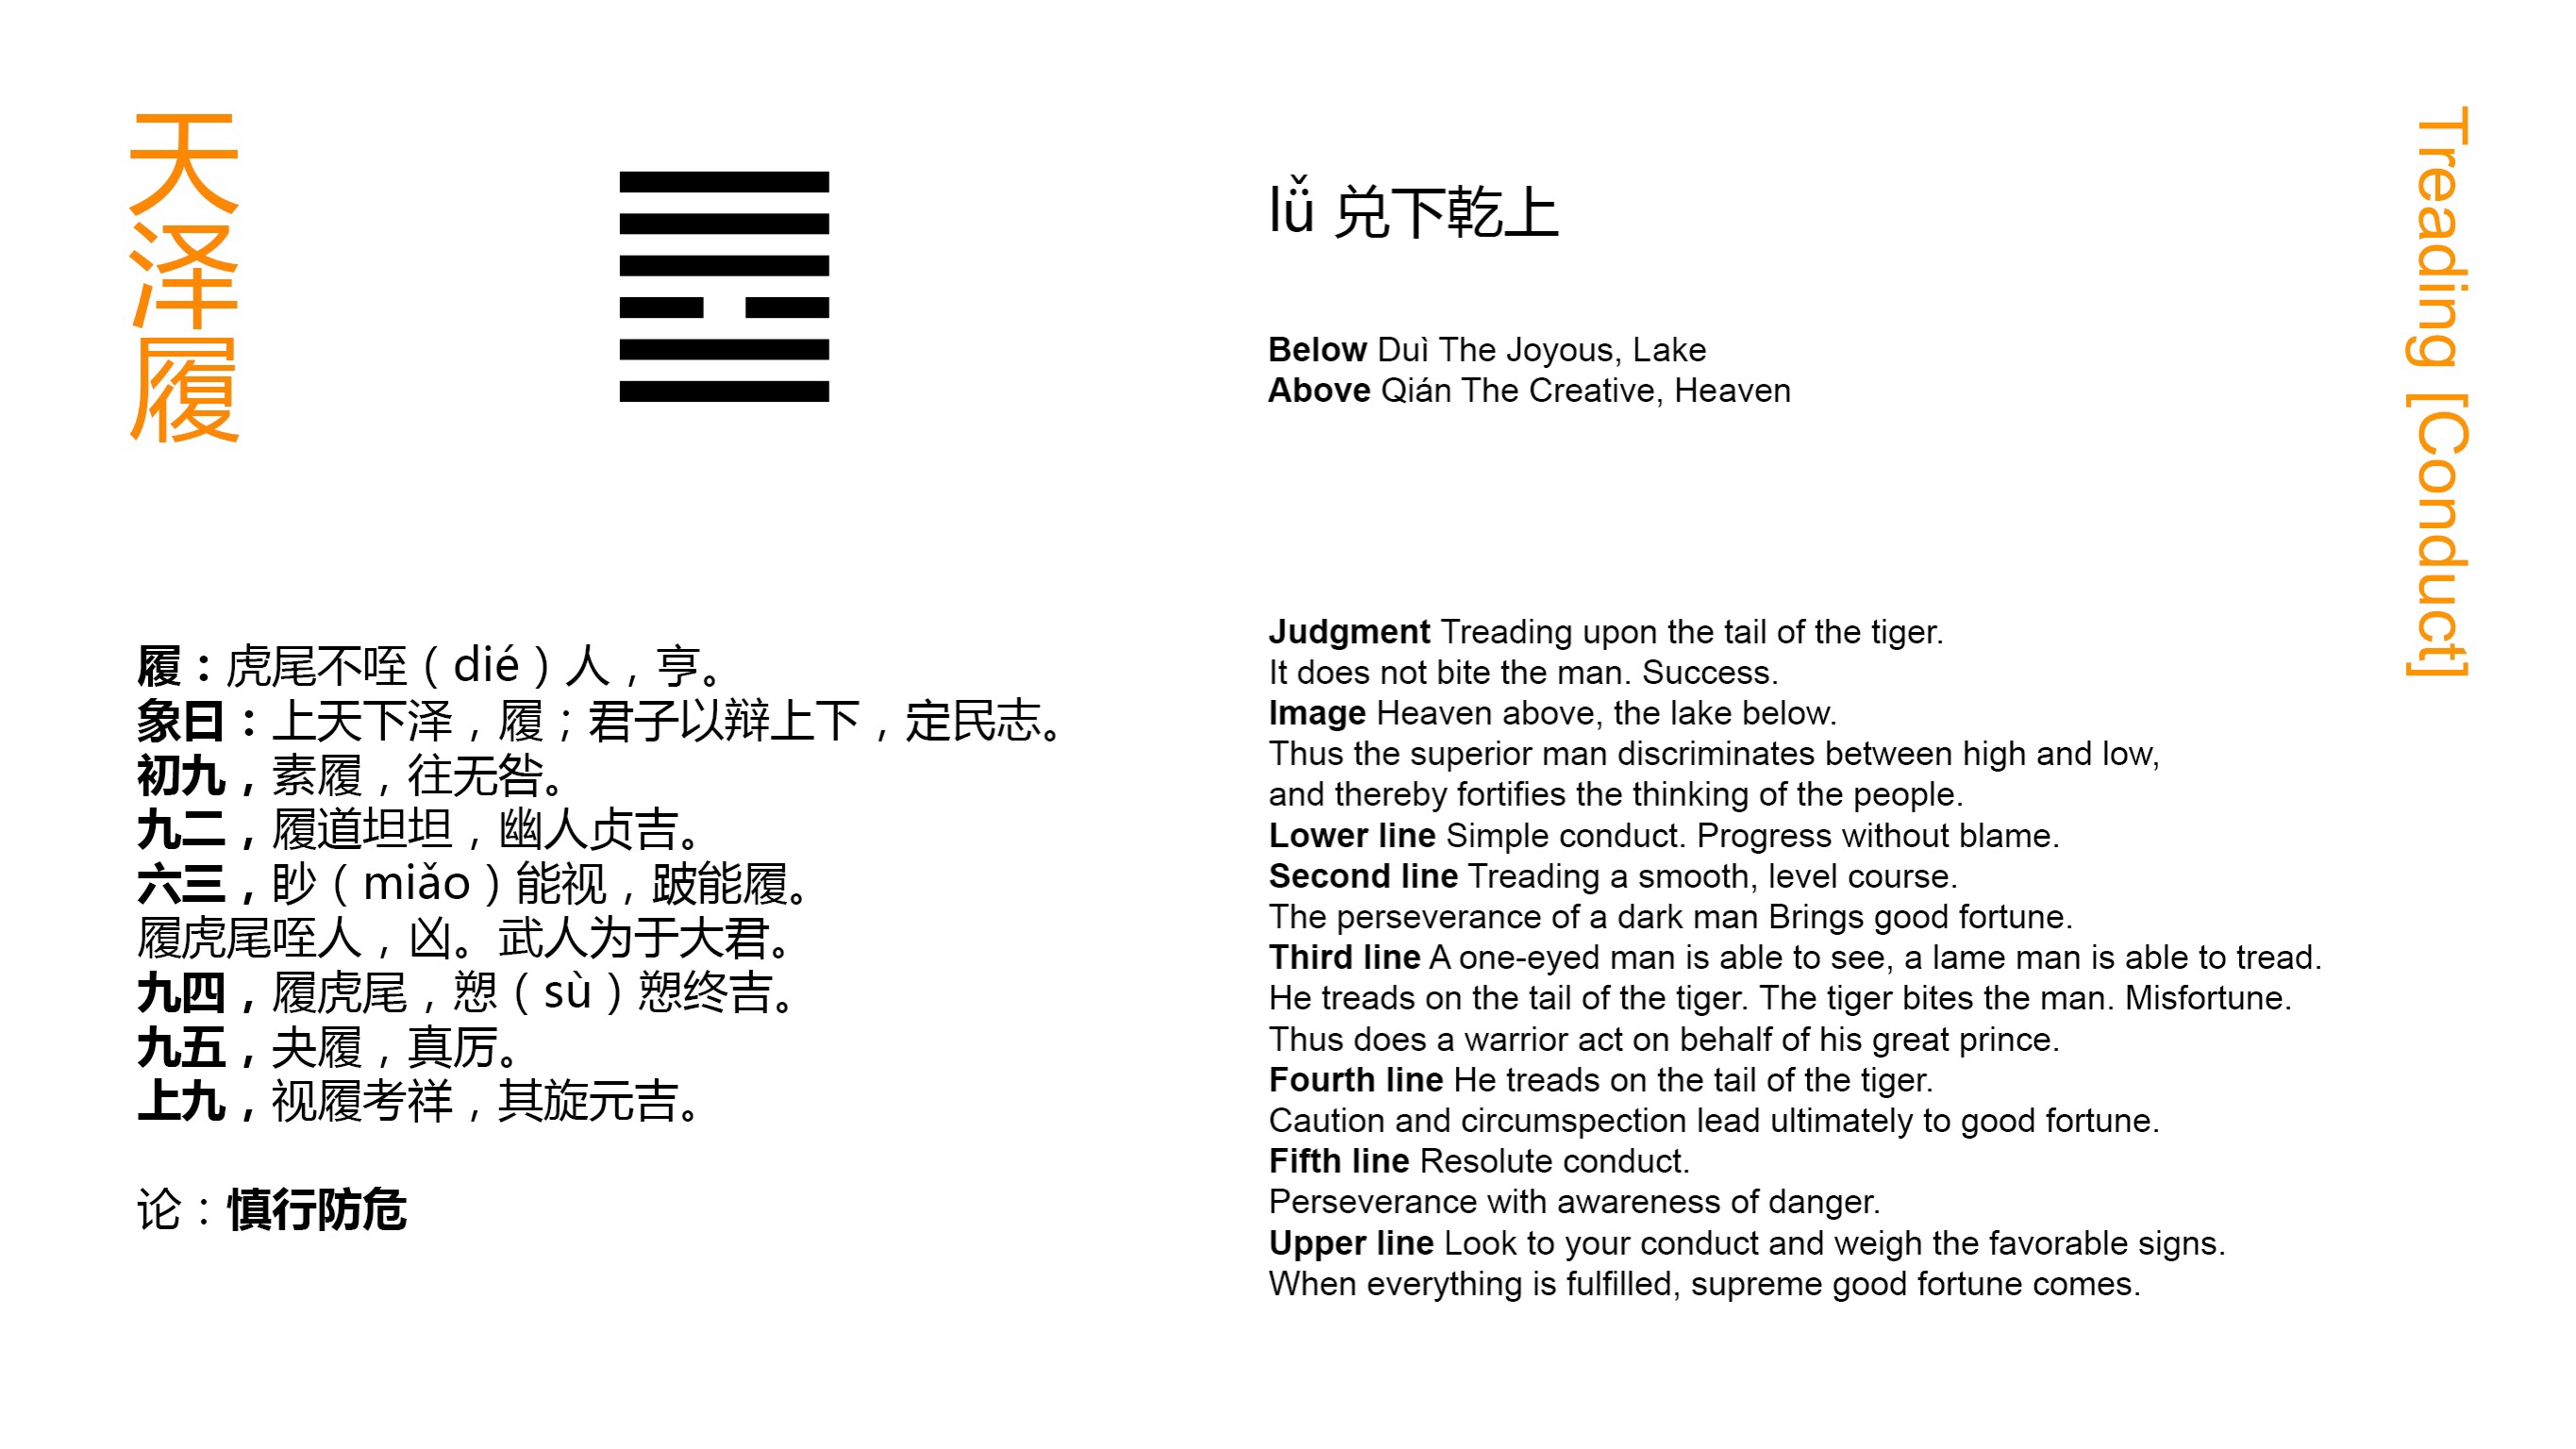 天泽履
履：虎尾不咥（dié）人，亨。
象曰：上天下泽，履；君子以辩上下，定民志。
初九，素履，往无咎。
九二，履道坦坦，幽人贞吉。
六三，眇（miǎo）能视，跛能履。
履虎尾咥人，凶。武人为于大君。
九四，履虎尾，愬（sù）愬终吉。
九五，夬履，真厉。
上九，视履考祥，其旋元吉。
论：慎行防危
lǚ 兑下乾上
Below Duì The Joyous, Lake
Above Qián The Creative, Heaven
Judgment Treading upon the tail of the tiger.
It does not bite the man. Success.
Image Heaven above, the lake below.
Thus the superior man discriminates between high and low,
and thereby fortifies the thinking of the people.
Lower line Simple conduct. Progress without blame.
Second line Treading a smooth, level course.
The perseverance of a dark man Brings good fortune.
Third line A one-eyed man is able to see, a lame man is able to tread.
He treads on the tail of the tiger. The tiger bites the man. Misfortune.
Thus does a warrior act on behalf of his great prince.
Fourth line He treads on the tail of the tiger.
Caution and circumspection lead ultimately to good fortune.
Fifth line Resolute conduct.
Perseverance with awareness of danger.
Upper line Look to your conduct and weigh the favorable signs.
When everything is fulfilled, supreme good fortune comes.
Treading [Conduct]